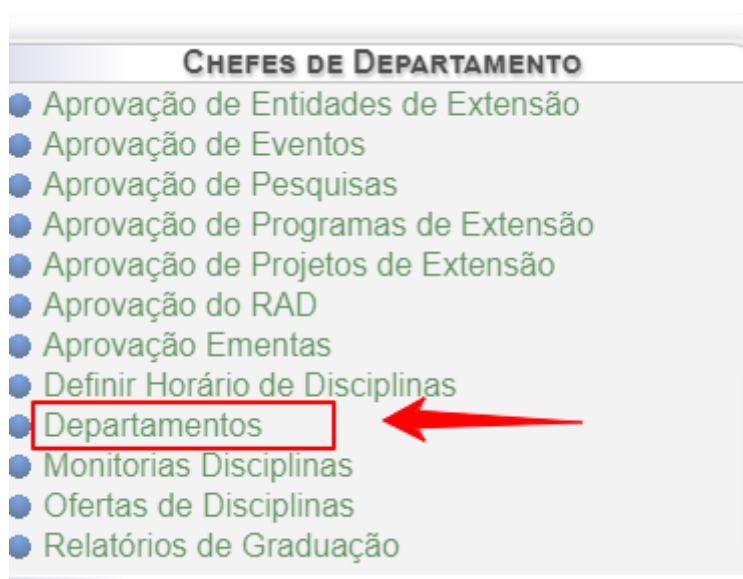 CHEFES DE DEPARTAMENTO
Aprovação de Entidades de Extensão
Aprovação de Eventos
Aprovação de Pesquisas
Aprovação de Programas de Extensão
Aprovação de Projetos de Extensão
Aprovação do RAD
Aprovação Ementas
Definir Horário de Disciplinas
Departamentos
Monitorias Disciplinas
Ofertas de Disciplinas
Relatórios de Graduação